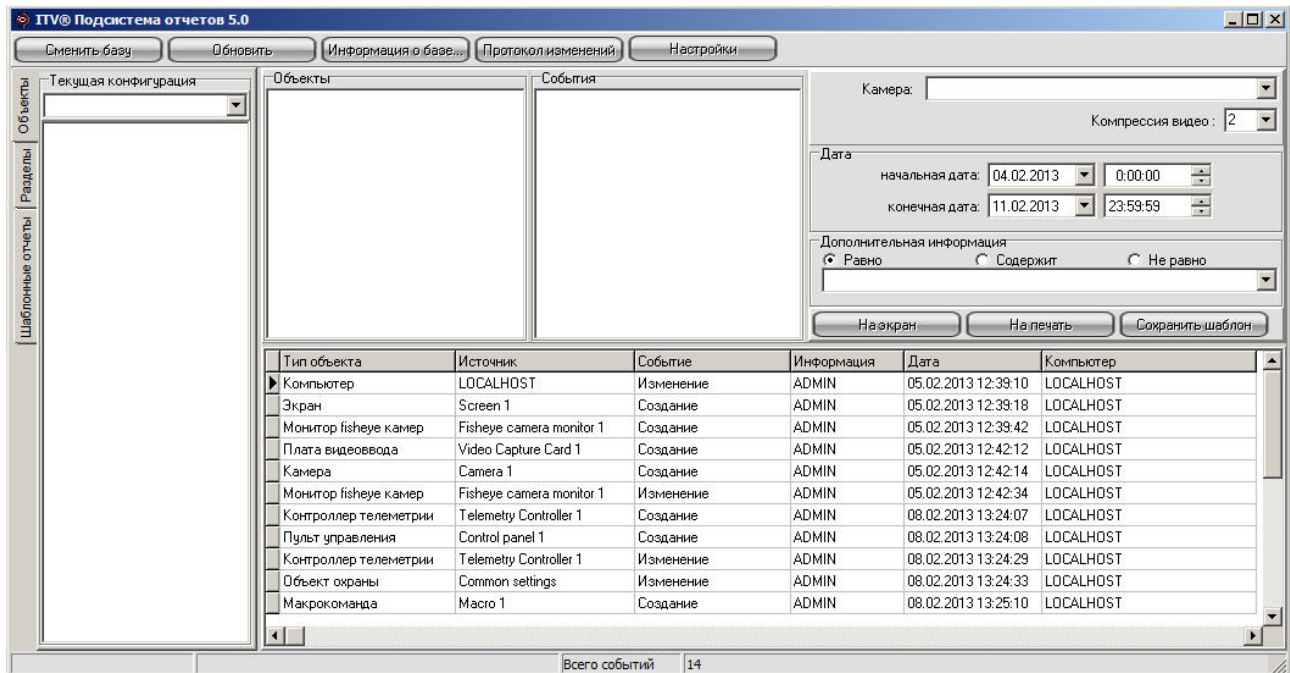 ITV® Подсистема отчетов 5.0
Сменить базу Обновить Информация о базе... Протокол изменений Настройки
Объекты
Разделы
Шаблонные отчеты
Текущая конфигурация
Объекты
События
Камера:
Компрессия видео : 2
Дата
начальная дата: 04.02.2013 0:00:00
конечная дата: 11.02.2013 23:59:59
Дополнительная информация
Равно Содержит Не равно
На экран На печать Сохранить шаблон
Тип объекта Источник Событие Информация Дата Компьютер
Компьютер LOCALHOST Изменение ADMIN 05.02.2013 12:39:10 LOCALHOST
Экран Screen 1 Создание ADMIN 05.02.2013 12:39:18 LOCALHOST
Монитор fisheye камер Fisheye camera monitor 1 Создание ADMIN 05.02.2013 12:39:42 LOCALHOST
Плата видеоввода Video Capture Card 1 Создание ADMIN 05.02.2013 12:42:12 LOCALHOST
Камера Camera 1 Создание ADMIN 05.02.2013 12:42:14 LOCALHOST
Монитор fisheye камер Fisheye camera monitor 1 Изменение ADMIN 05.02.2013 12:42:34 LOCALHOST
Контроллер телеметрии Telemetry Controller 1 Создание ADMIN 08.02.2013 13:24:07 LOCALHOST
Пульт управления Control panel 1 Создание ADMIN 08.02.2013 13:24:08 LOCALHOST
Контроллер телеметрии Telemetry Controller 1 Изменение ADMIN 08.02.2013 13:24:29 LOCALHOST
Объект охраны Common settings Изменение ADMIN 08.02.2013 13:24:33 LOCALHOST
Макрокоманда Macro 1 Создание ADMIN 08.02.2013 13:25:10 LOCALHOST
Всего событий 14